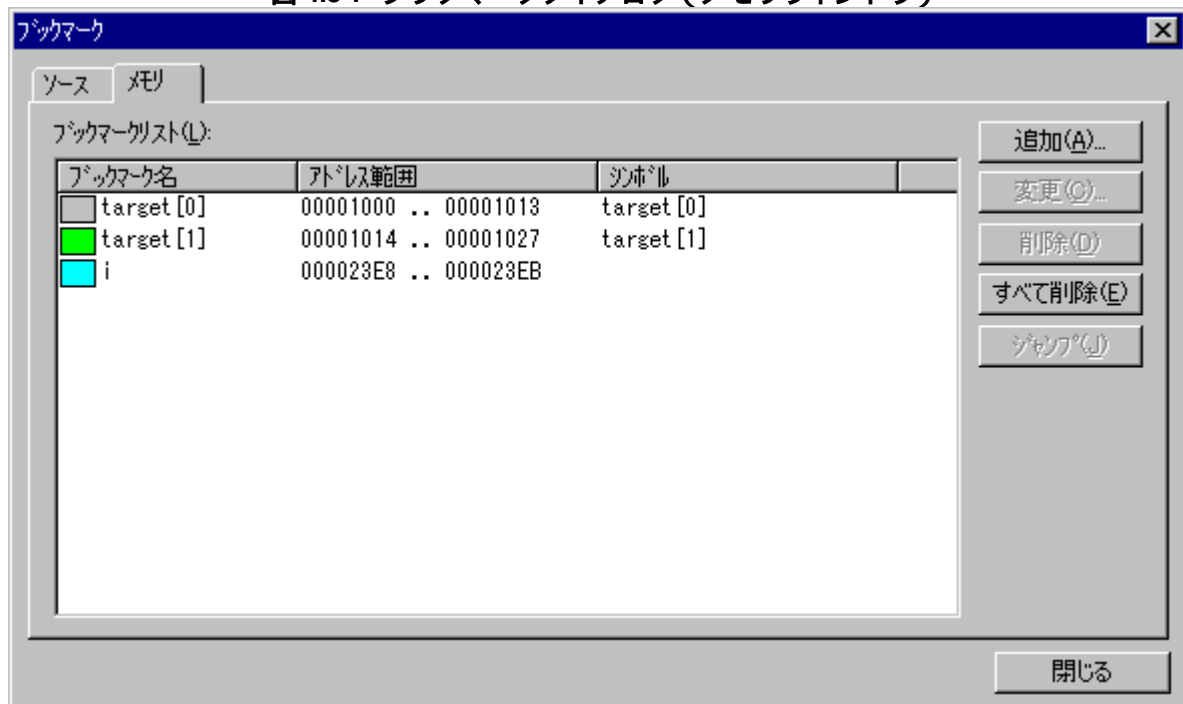 ブックマーク
ソース メモリ
ブックマークリスト(L):
ブックマーク名 アドレス範囲 シンボル
target[0] 00001000 .. 00001013 target[0]
target[1] 00001014 .. 00001027 target[1]
i 000023E8 .. 000023EB
追加(A)...
変更(C)...
削除(D)
すべて削除(E)
ジャンプ(J)
閉じる